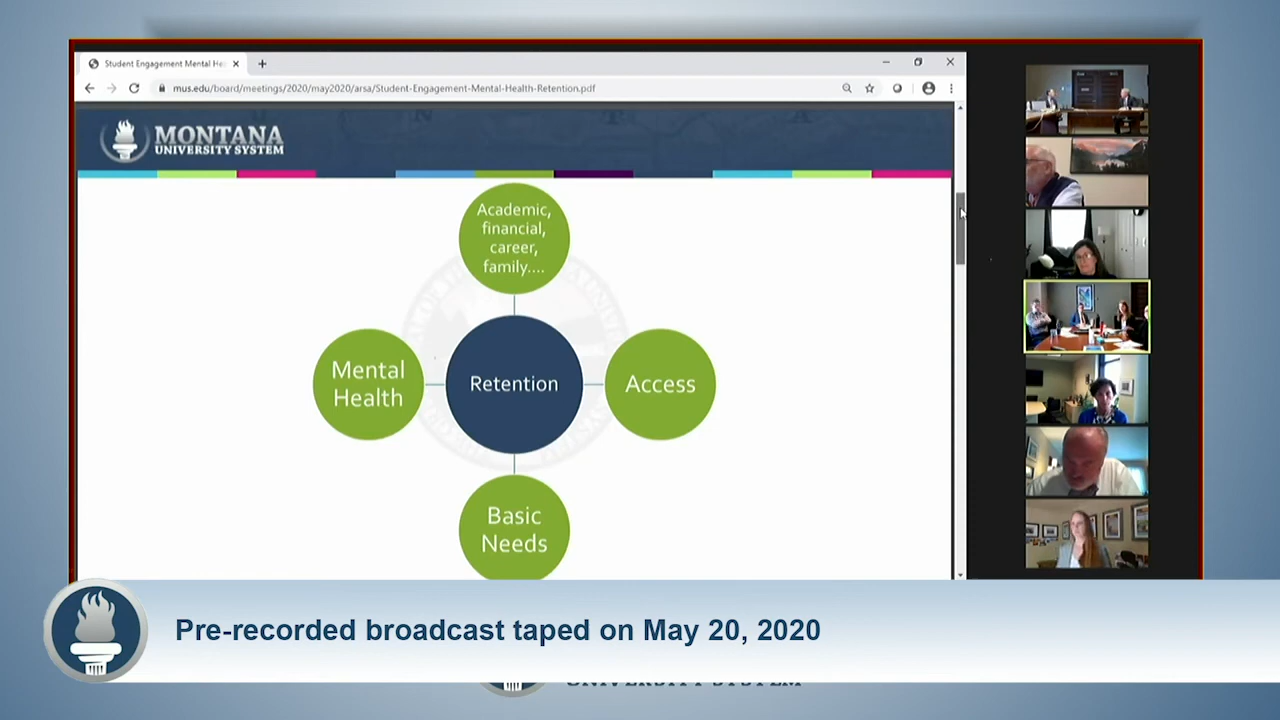 Student Engagement Mental He
mus.edu/board/meetings/2020/may2020/arsa/Student-Engagement-Mental-Health-Retention.pdf
MONTANA
UNIVERSITY SYSTEM
Academic,
financial,
career,
family....
Mental
Health
Retention
Access
Basic
Needs
Pre-recorded broadcast taped on May 20, 2020
UNIVERSITY SYSTEM